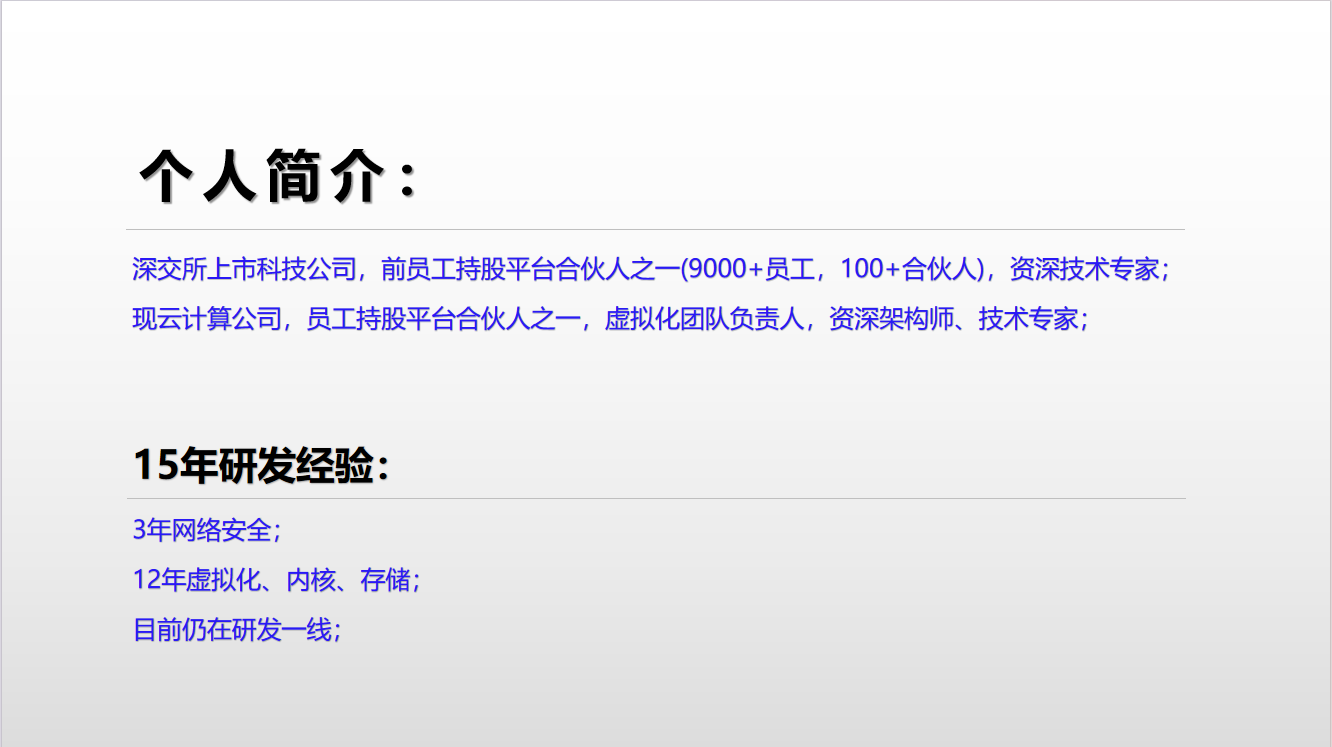 个人简介：
深交所上市科技公司，前员工持股平台合伙人之一(9000+员工，100+合伙人)，资深技术专家；
现云计算公司，员工持股平台合伙人之一，虚拟化团队负责人，资深架构师、技术专家；
15年研发经验：
3年网络安全；
12年虚拟化、内核、存储；
目前仍在研发一线；